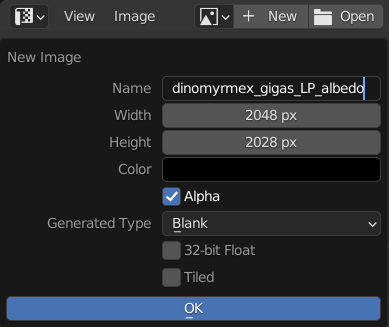 View Image + New Open
New Image
Name dinomyrmex_gigas_LP_albedo
Width 2048 px
Height 2028 px
Color
Alpha
Generated Type Blank
32-bit Float
Tiled
OK